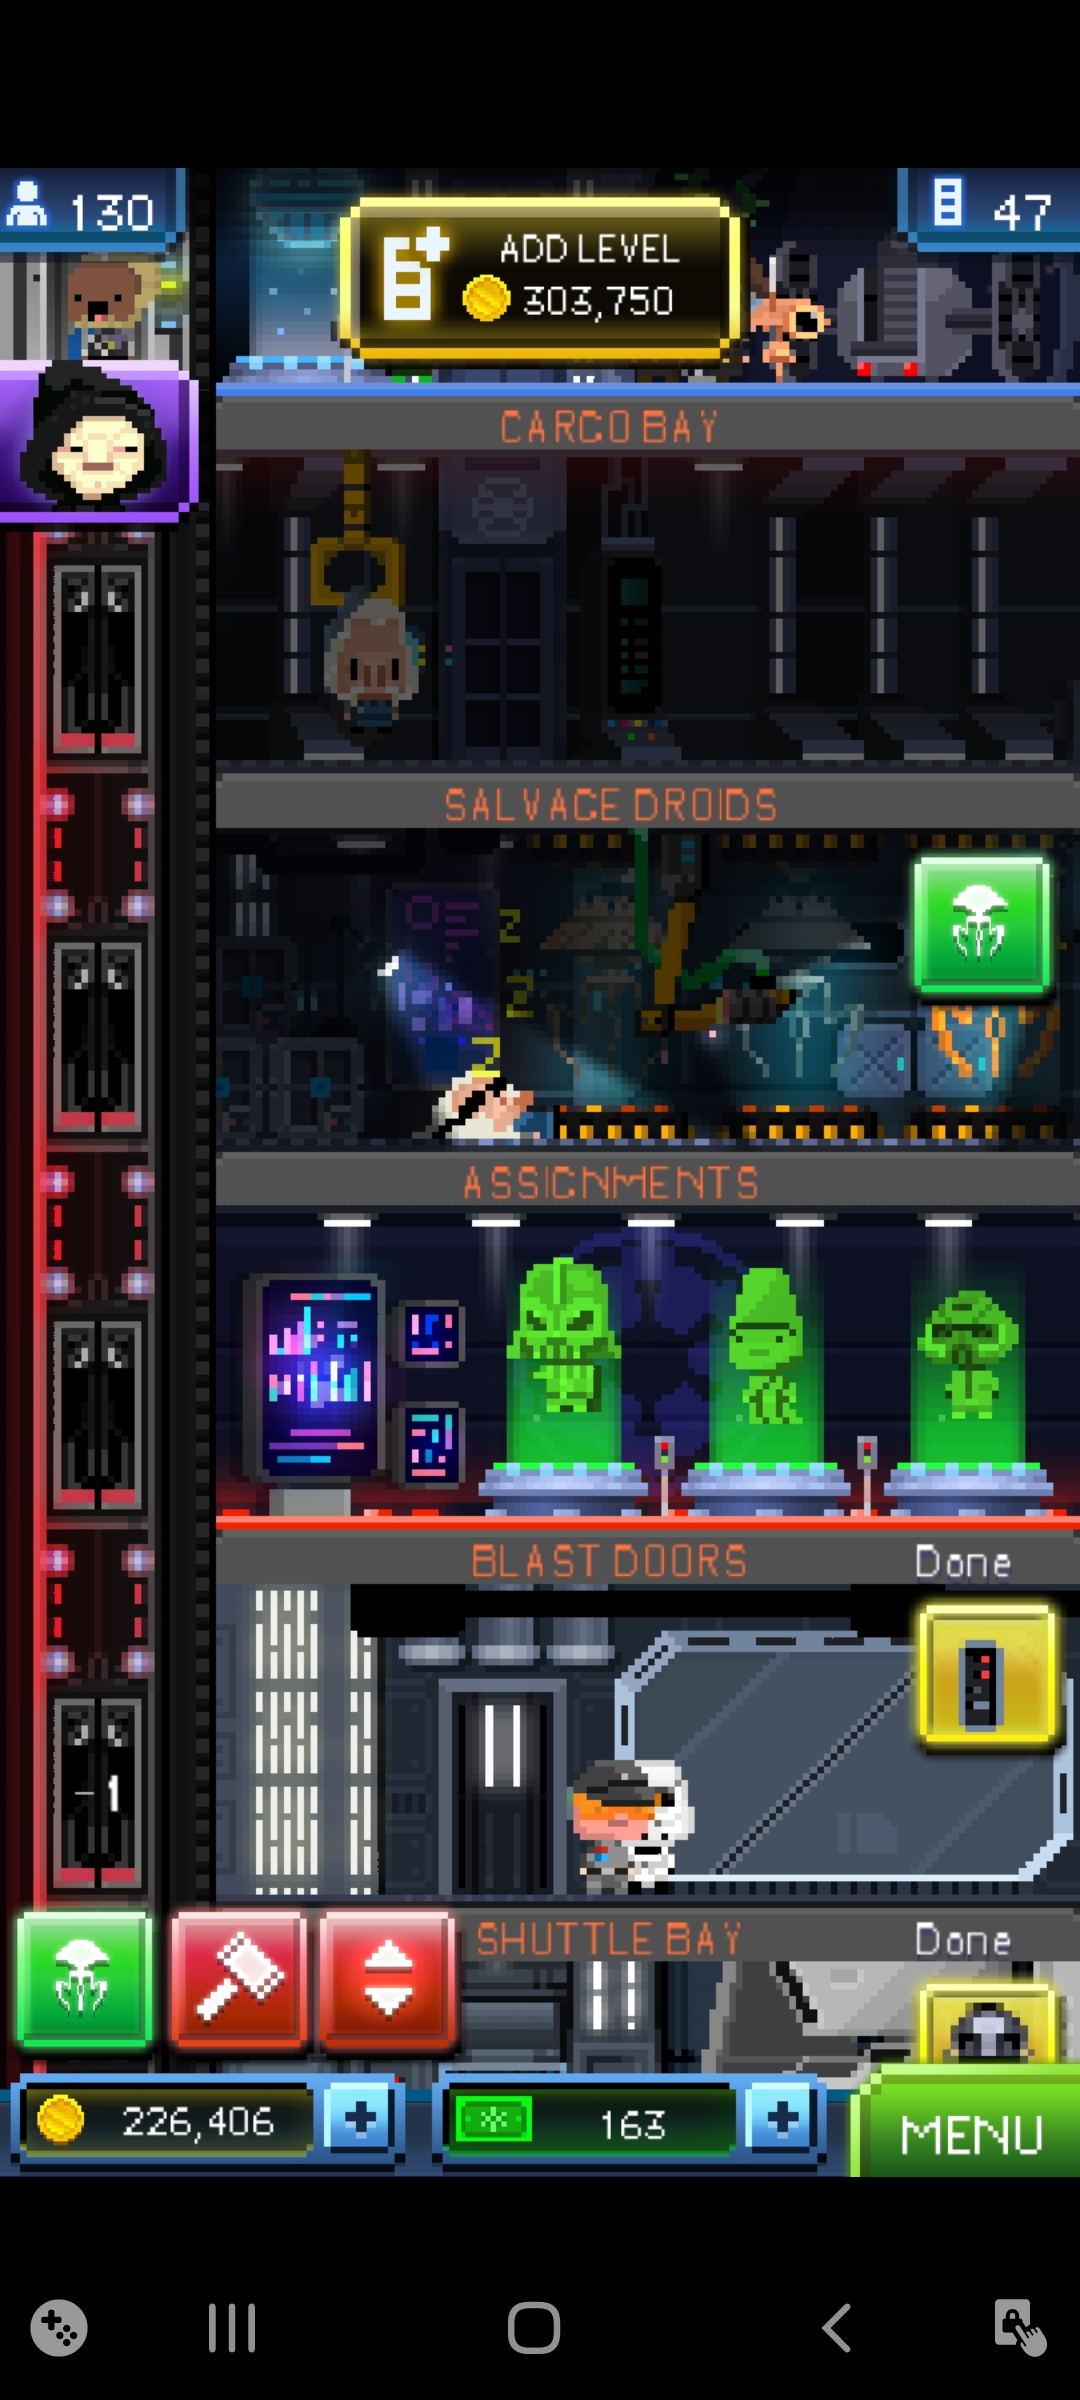 130
47
ADD LEVEL
303,750
CARGO BAY
SALVAGE DROIDS
Z
Z
Z
ASSIGNMENTS
BLAST DOORS
Done
-1
SHUTTLE BAY
Done
226,406
163
MENU